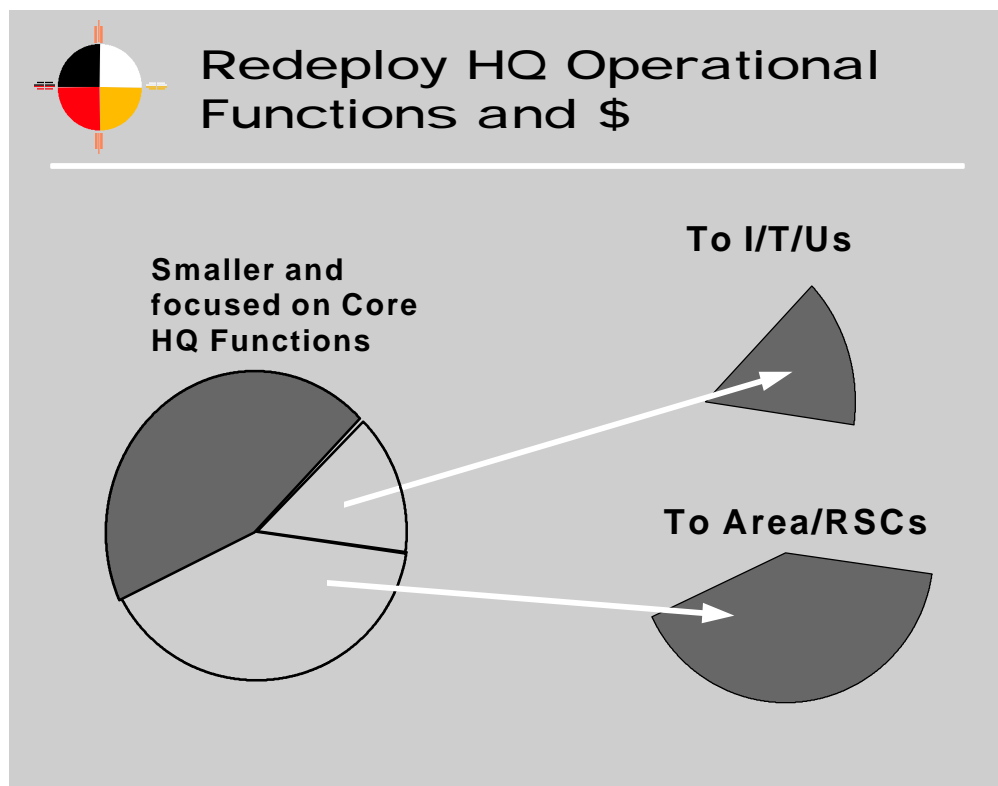 Redeploy HQ Operational
Functions and $
Smaller and
focused on Core
HQ Functions
To I/T/Us
To Area/RSCs